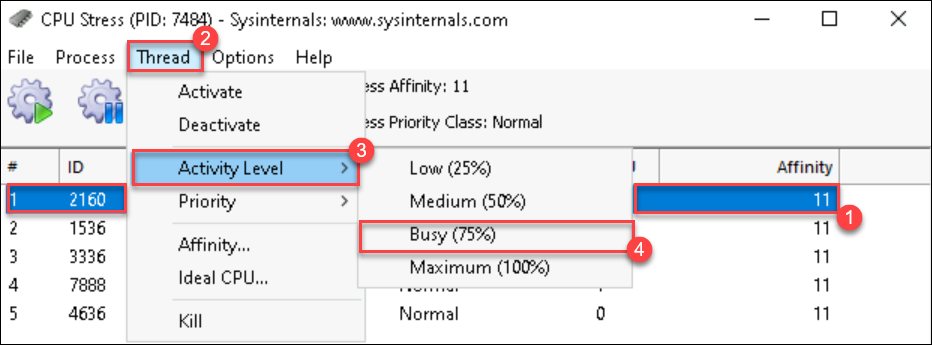 CPU Stress (PID: 7484) - Sysinternals: www.sysinternals.com
2
File Process Thread Options Help
Activate
ess Affinity: 11
Deactivate
ess Priority Class: Normal
3
# ID Activity Level Affinity
Low (25%)
1 2160 Priority Medium (50%) 11
1
2 1536 Busy (75%) 11
4
3 3336 Affinity... Maximum (100%) 11
4 7888 Ideal CPU... 11
5 4636 Kill Normal 0 11